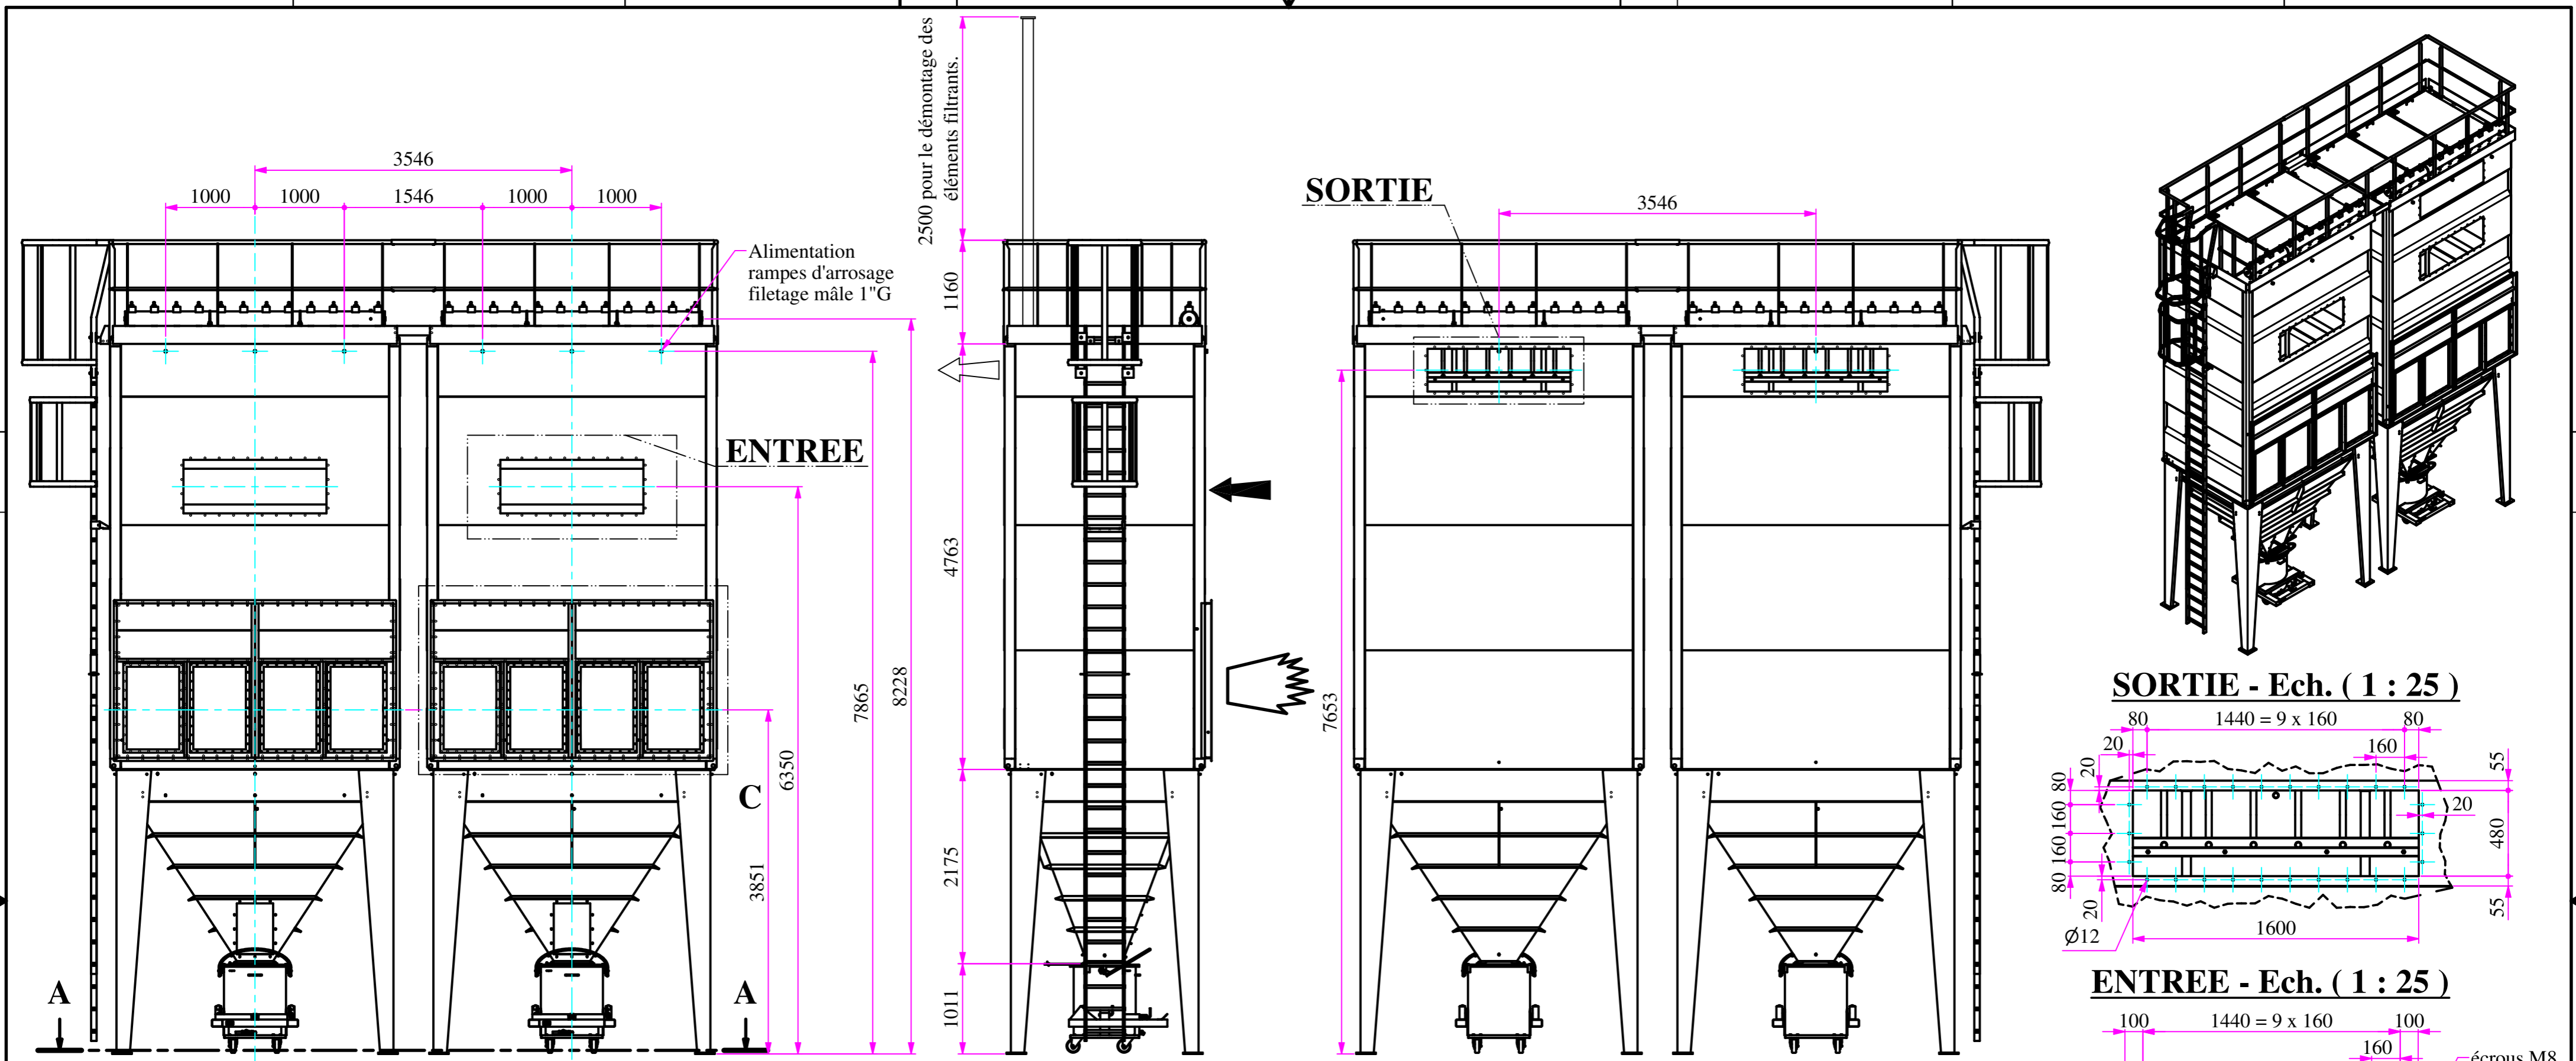 3546
1000
1000
1546
1000
1000
Alimentation
rampes d'arrosage
filetage mâle 1"G
ENTREE
C
A
A
3851
6350
7865
8228
2500 pour le démontage des
éléments filtrants.
1160
4763
2175
1011
SORTIE
3546
7653
SORTIE - Ech. ( 1 : 25 )
80
1440 = 9 x 160
80
20
160
20
55
80
160
160
80
20
480
20
55
Ø12
1600
ENTREE - Ech. ( 1 : 25 )
100
1440 = 9 x 160
100
160
écrous M8